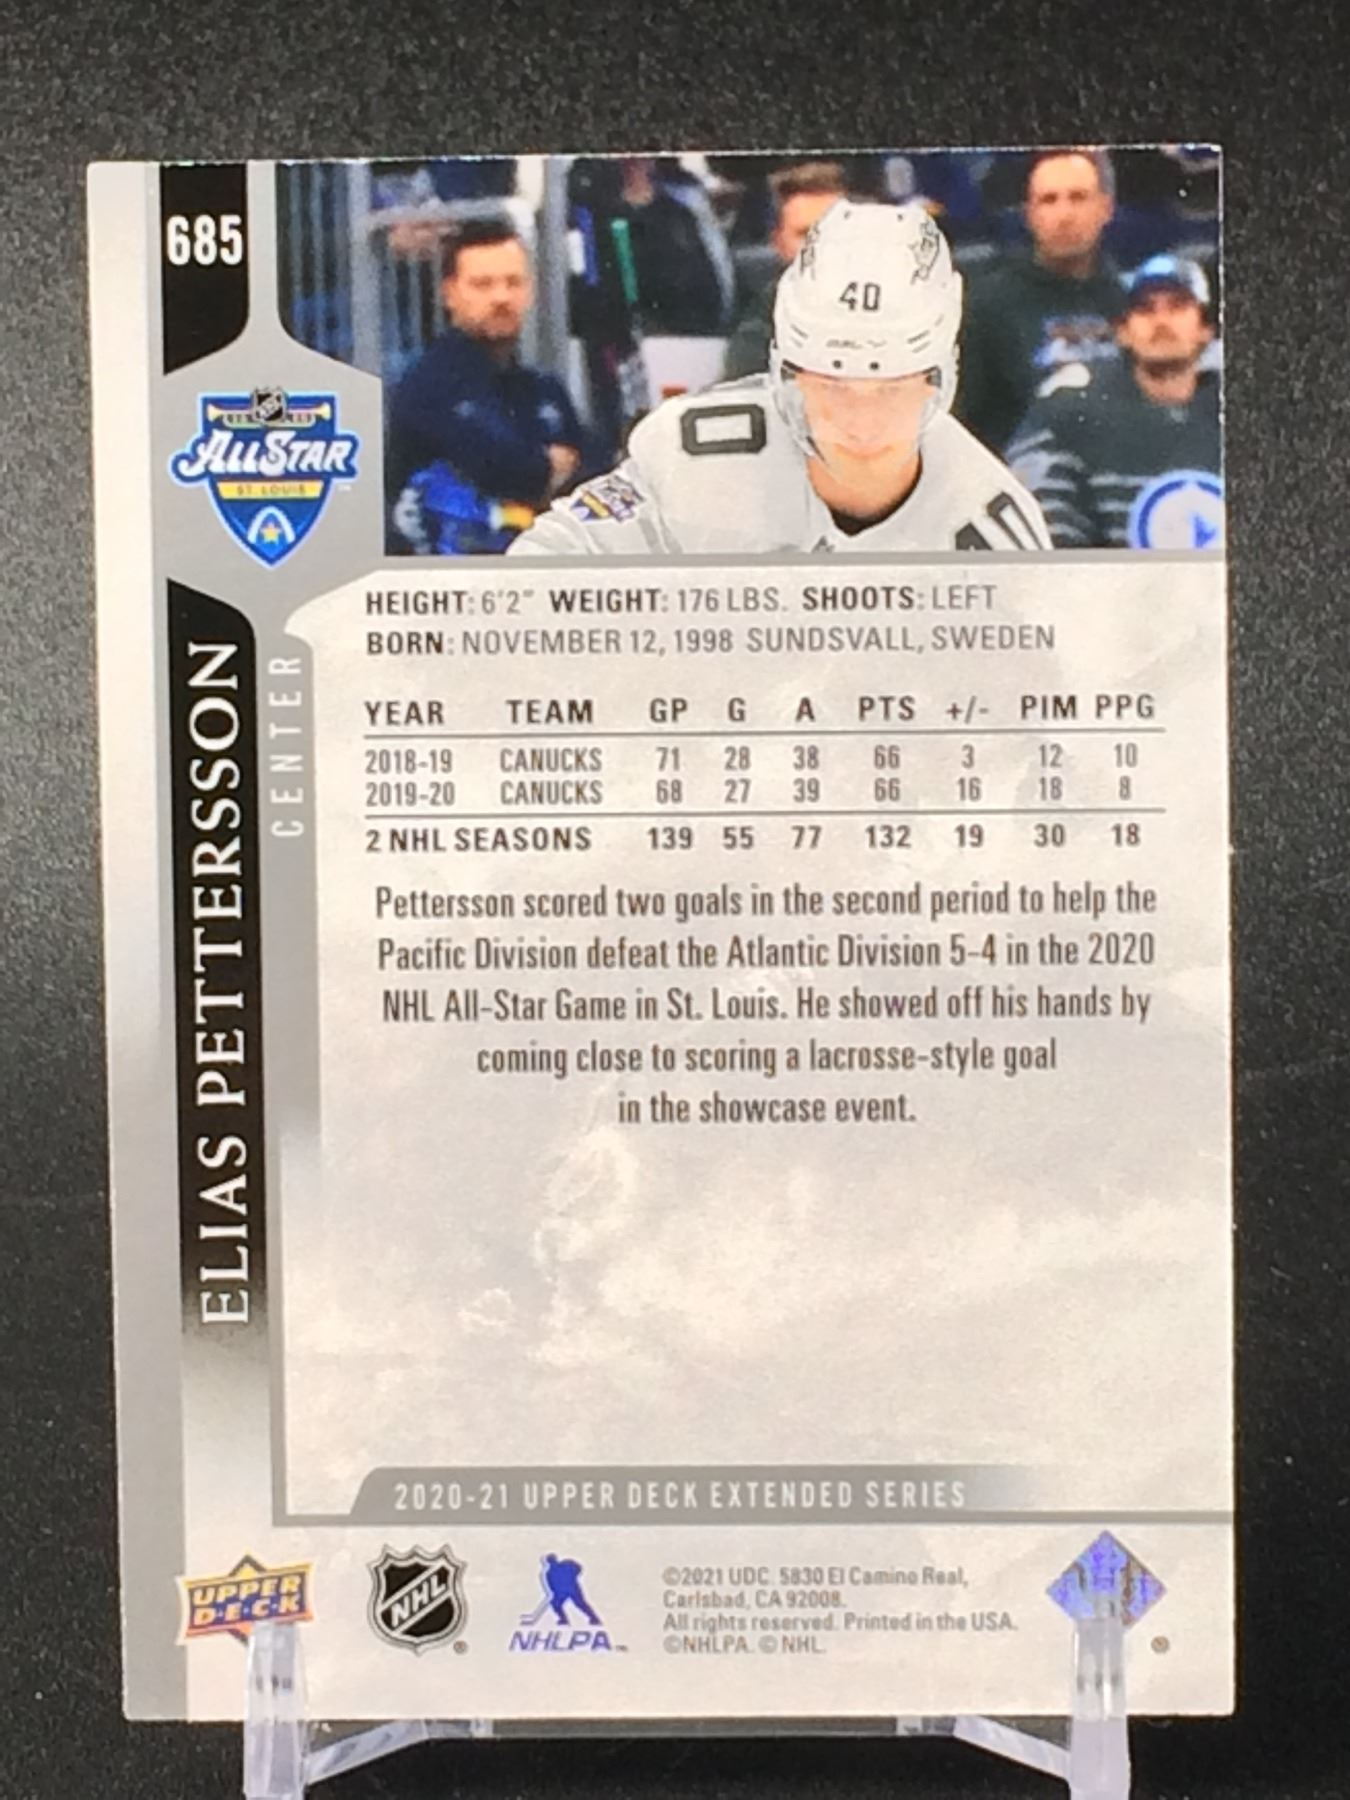 685
40
40
40
NHL
ALL STAR
ST. LOUIS
ELIAS PETTERSSON
CENTER
HEIGHT: 6'2" WEIGHT: 176 LBS. SHOOTS: LEFT
BORN: NOVEMBER 12, 1998 SUNDSVALL, SWEDEN
YEAR TEAM GP G A PTS +/- PIM PPG
2018-19 CANUCKS 71 28 38 66 3 12 10
2019-20 CANUCKS 68 27 39 66 16 18 8
2 NHL SEASONS 139 55 77 132 19 30 18
Pettersson scored two goals in the second period to help the
Pacific Division defeat the Atlantic Division 5-4 in the 2020
NHL All-Star Game in St. Louis. He showed off his hands by
coming close to scoring a lacrosse-style goal
in the showcase event.
2020-21 UPPER DECK EXTENDED SERIES
UPPER
D·E·C·K
NHL
NHLPA™
©2021 UDC. 5830 El Camino Real,
Carlsbad, CA 92008.
All rights reserved. Printed in the USA.
©NHLPA. © NHL.